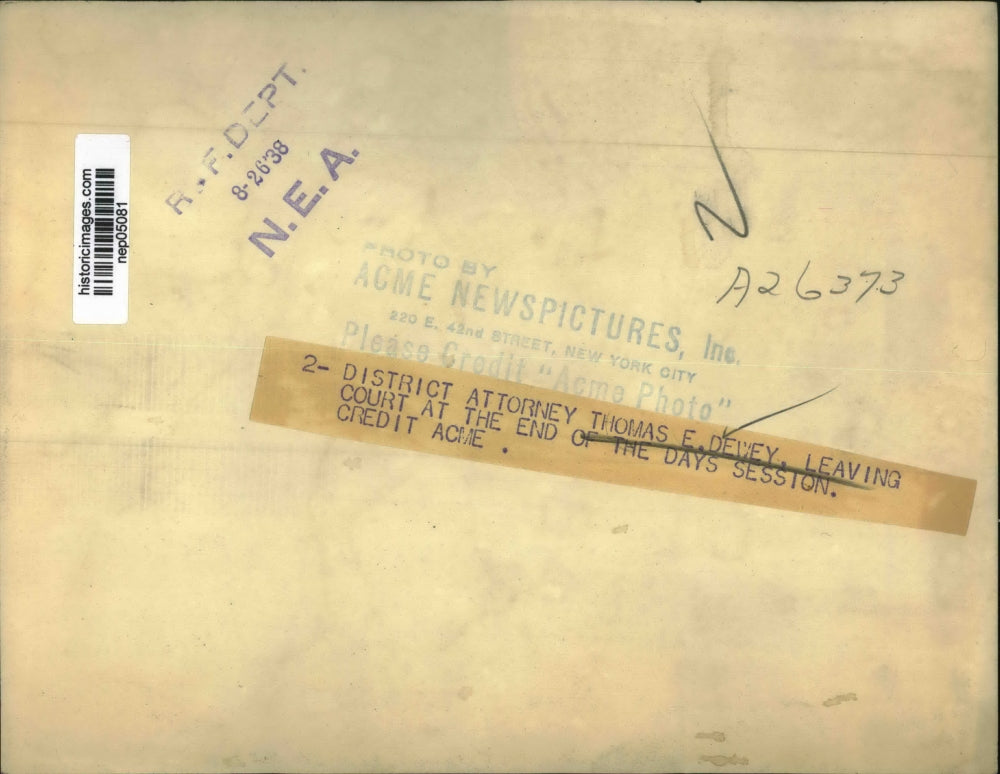 historicimages.com
nep05081
R.-F. DEPT.
8-26'38
N.E.A.
A26373
PHOTO BY
ACME NEWSPICTURES, Inc.
220 E. 42nd STREET, NEW YORK CITY
Please Credit "Acme Photo"
2- DISTRICT ATTORNEY THOMAS E.DEWEY, LEAVING
COURT AT THE END OF THE DAYS SESSION.
CREDIT ACME .